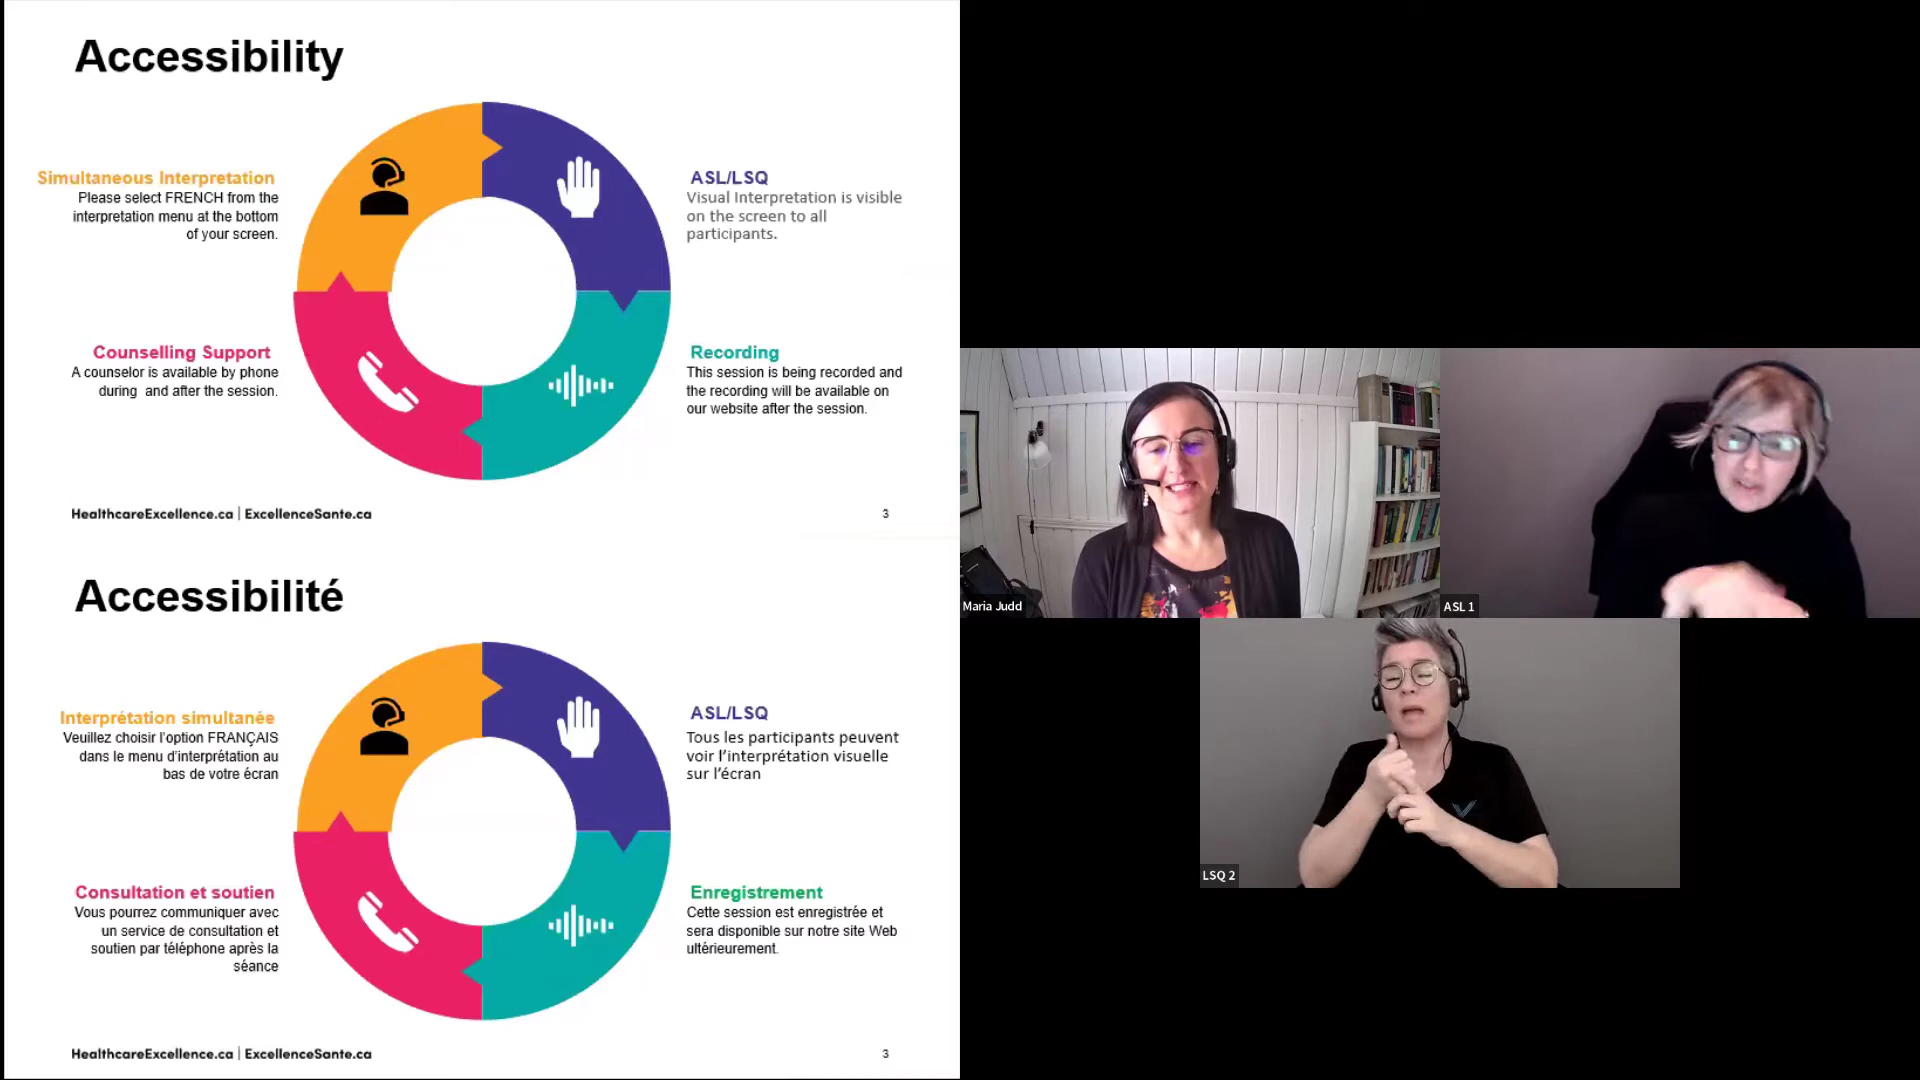 Accessibility
Simultaneous Interpretation
Please select FRENCH from the
interpretation menu at the bottom
of your screen.
ASL/LSQ
Visual Interpretation is visible
on the screen to all
participants.
Counselling Support
A counselor is available by phone
during and after the session.
Recording
This session is being recorded and
the recording will be available on
our website after the session.
HealthcareExcellence.ca | ExcellenceSante.ca
3
Accessibilité
Interprétation simultanée
Veuillez choisir l’option FRANÇAIS
dans le menu d’interprétation au
bas de votre écran
ASL/LSQ
Tous les participants peuvent
voir l’interprétation visuelle
sur l’écran
Consultation et soutien
Vous pourrez communiquer avec
un service de consultation et
soutien par téléphone après la
séance
Enregistrement
Cette session est enregistrée et
sera disponible sur notre site Web
ultérieurement.
HealthcareExcellence.ca | ExcellenceSante.ca
3
Maria Judd
ASL 1
LSQ 2